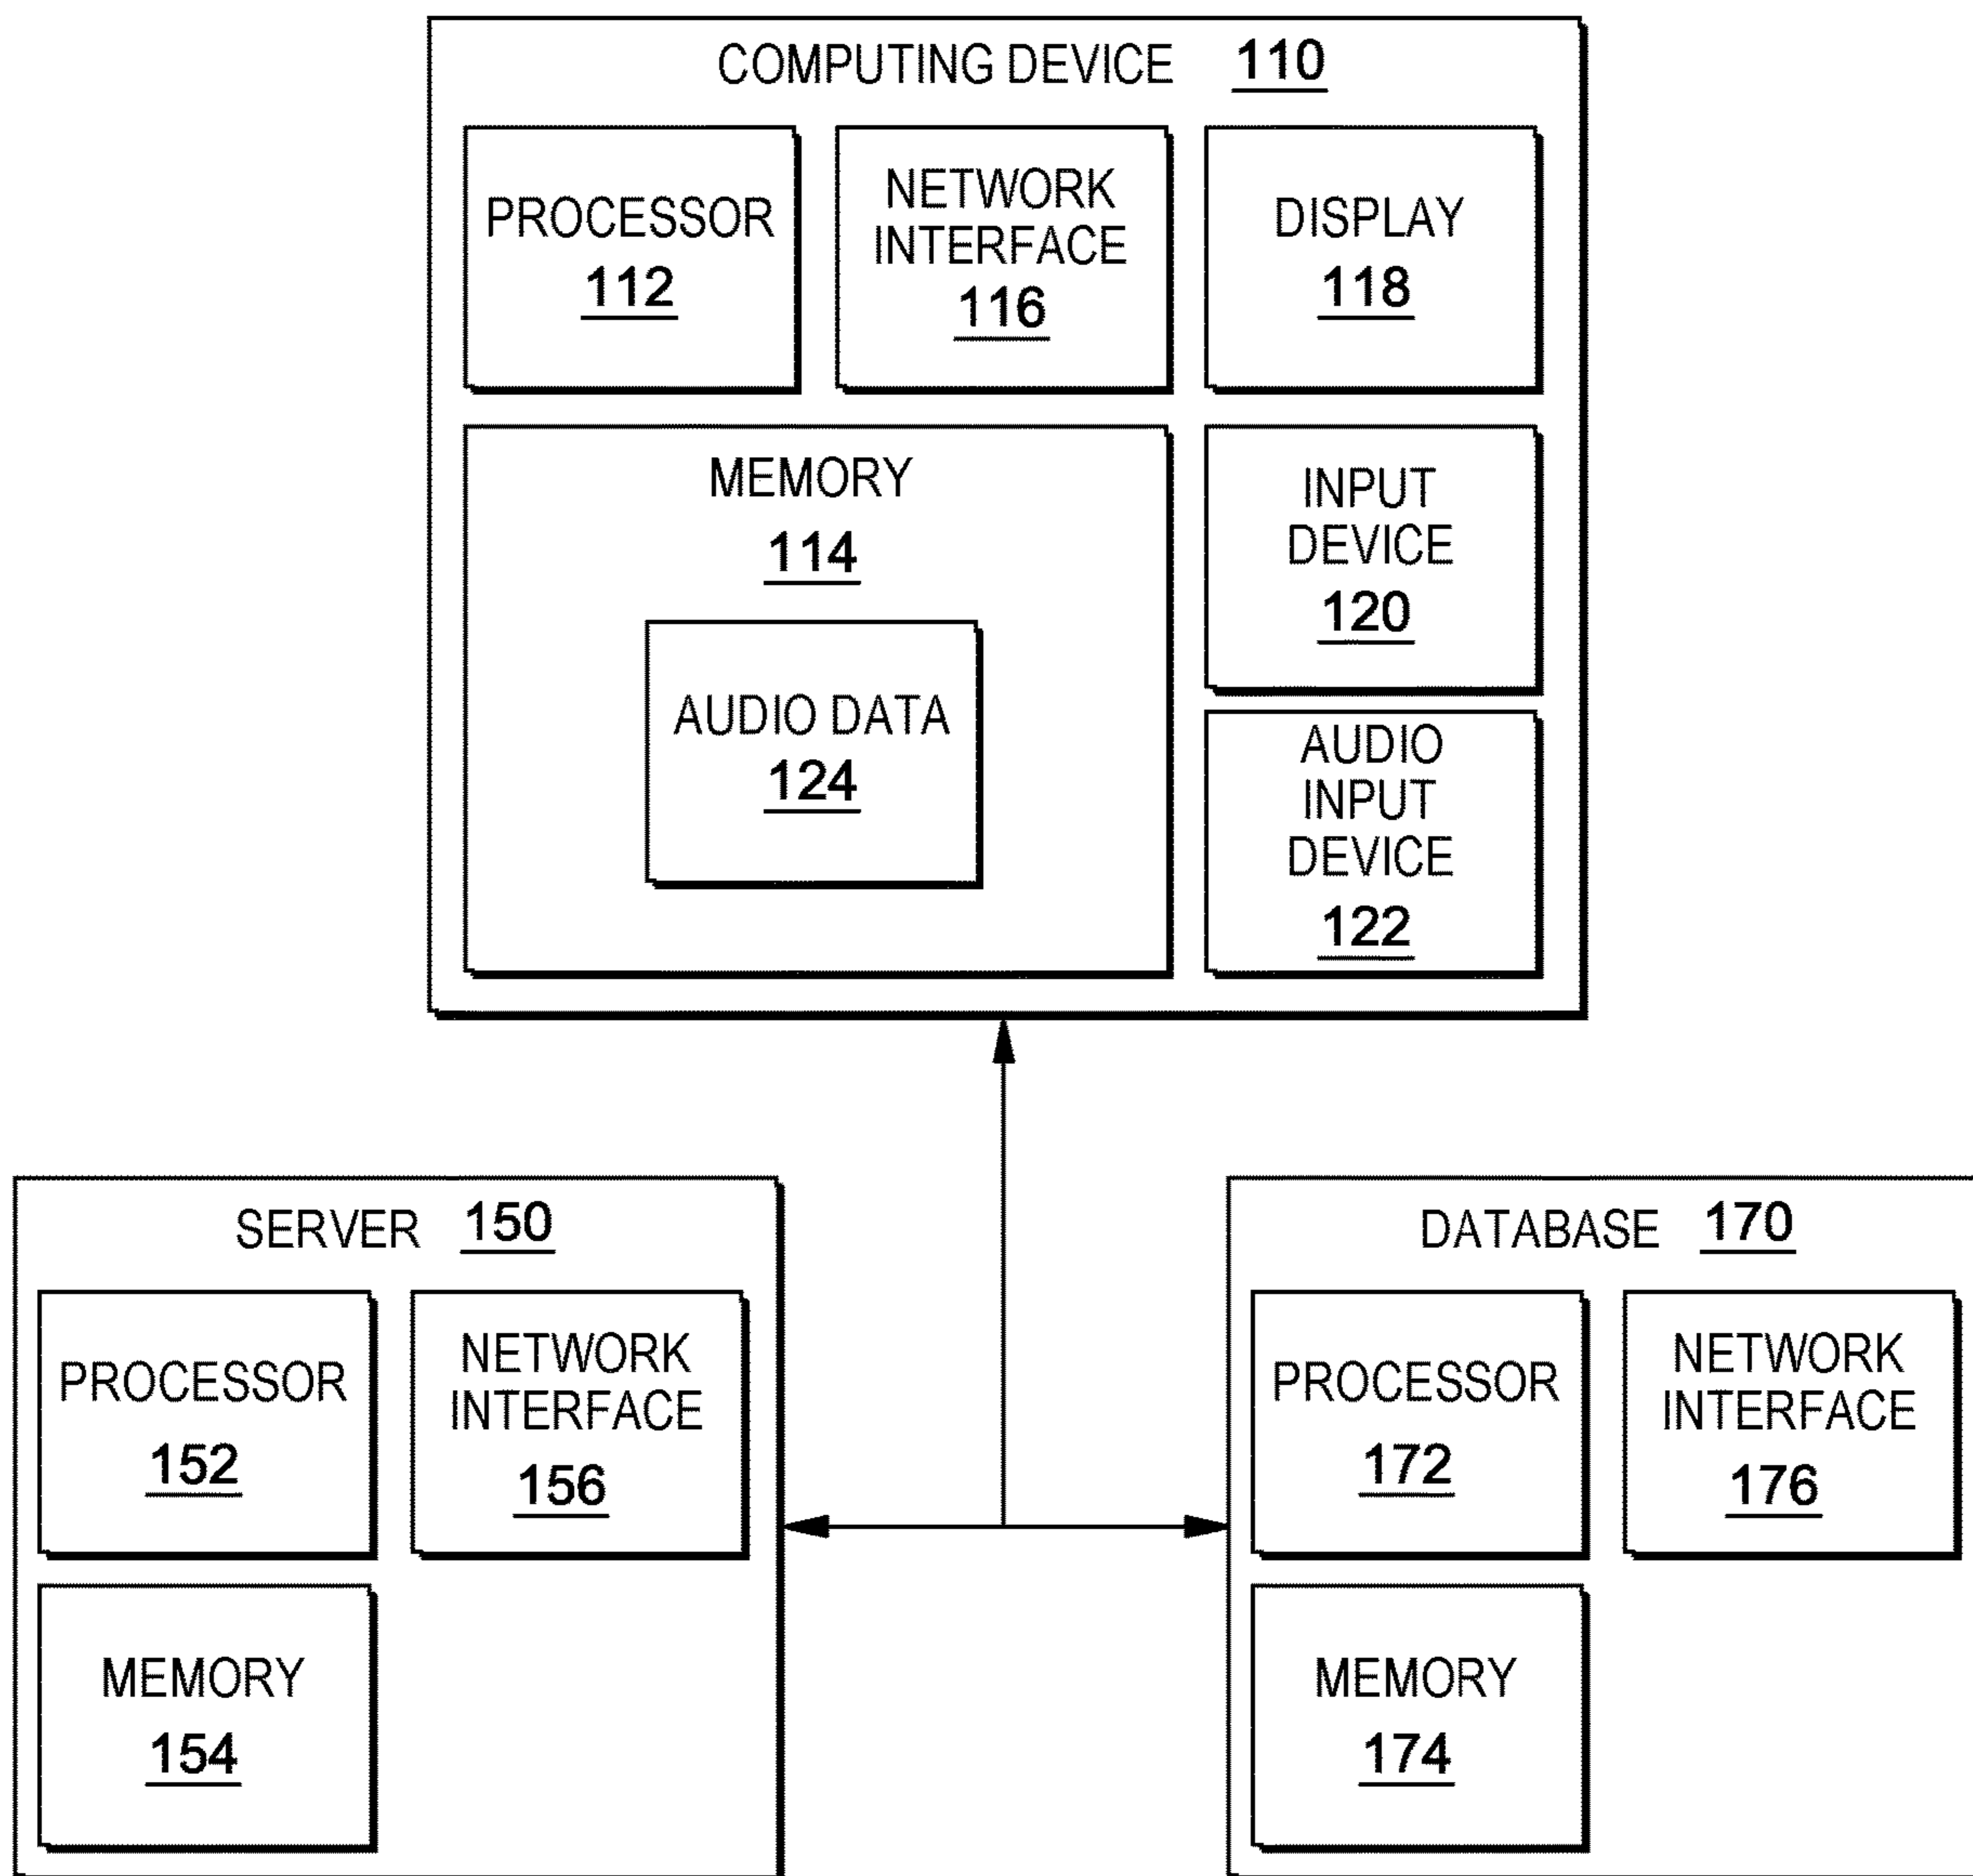 COMPUTING DEVICE 110
PROCESSOR
112
NETWORK
INTERFACE
116
DISPLAY
118
MEMORY
114
AUDIO DATA
124
INPUT
DEVICE
120
AUDIO
INPUT
DEVICE
122
SERVER 150
PROCESSOR
152
NETWORK
INTERFACE
156
MEMORY
154
DATABASE 170
PROCESSOR
172
NETWORK
INTERFACE
176
MEMORY
174